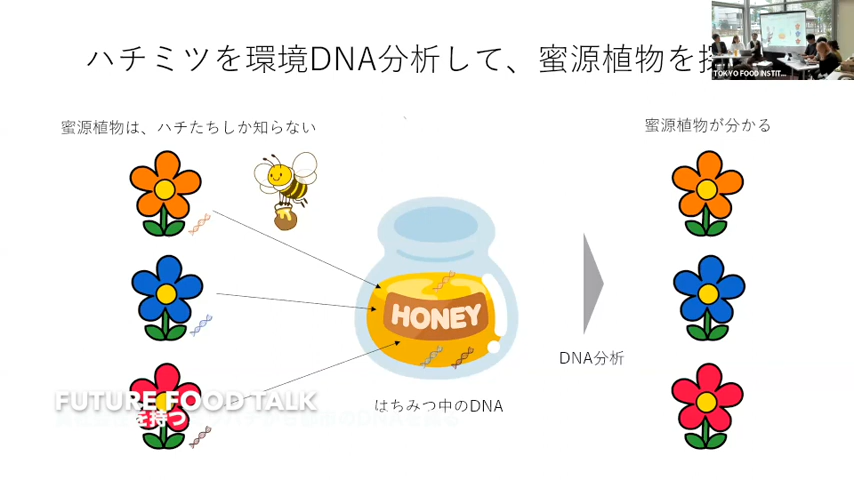 ハチミツを環境DNA分析して、蜜源植物を探
TOKYO FOOD INSTIT...
蜜源植物は、ハチたちしか知らない
蜜源植物が分かる
HONEY
DNA分析
FUTURE FOOD TALK
を持つ
はちみつ中のDNA